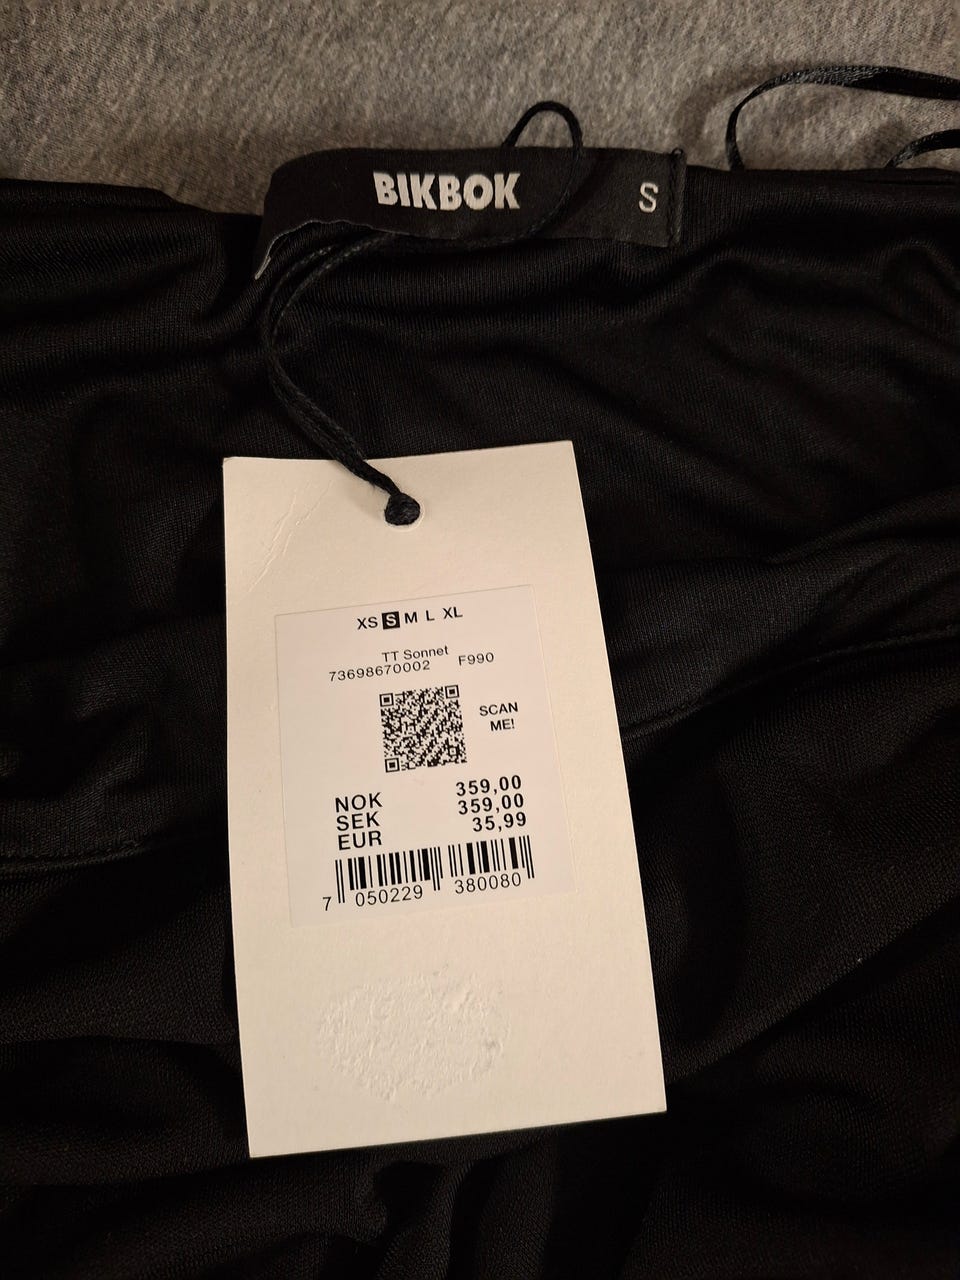 BIKBOK S
XS S M L XL
TT Sonnet
73698670002 F990
SCAN
ME!
NOK 359,00
SEK 359,00
EUR 35,99
7 050229 380080